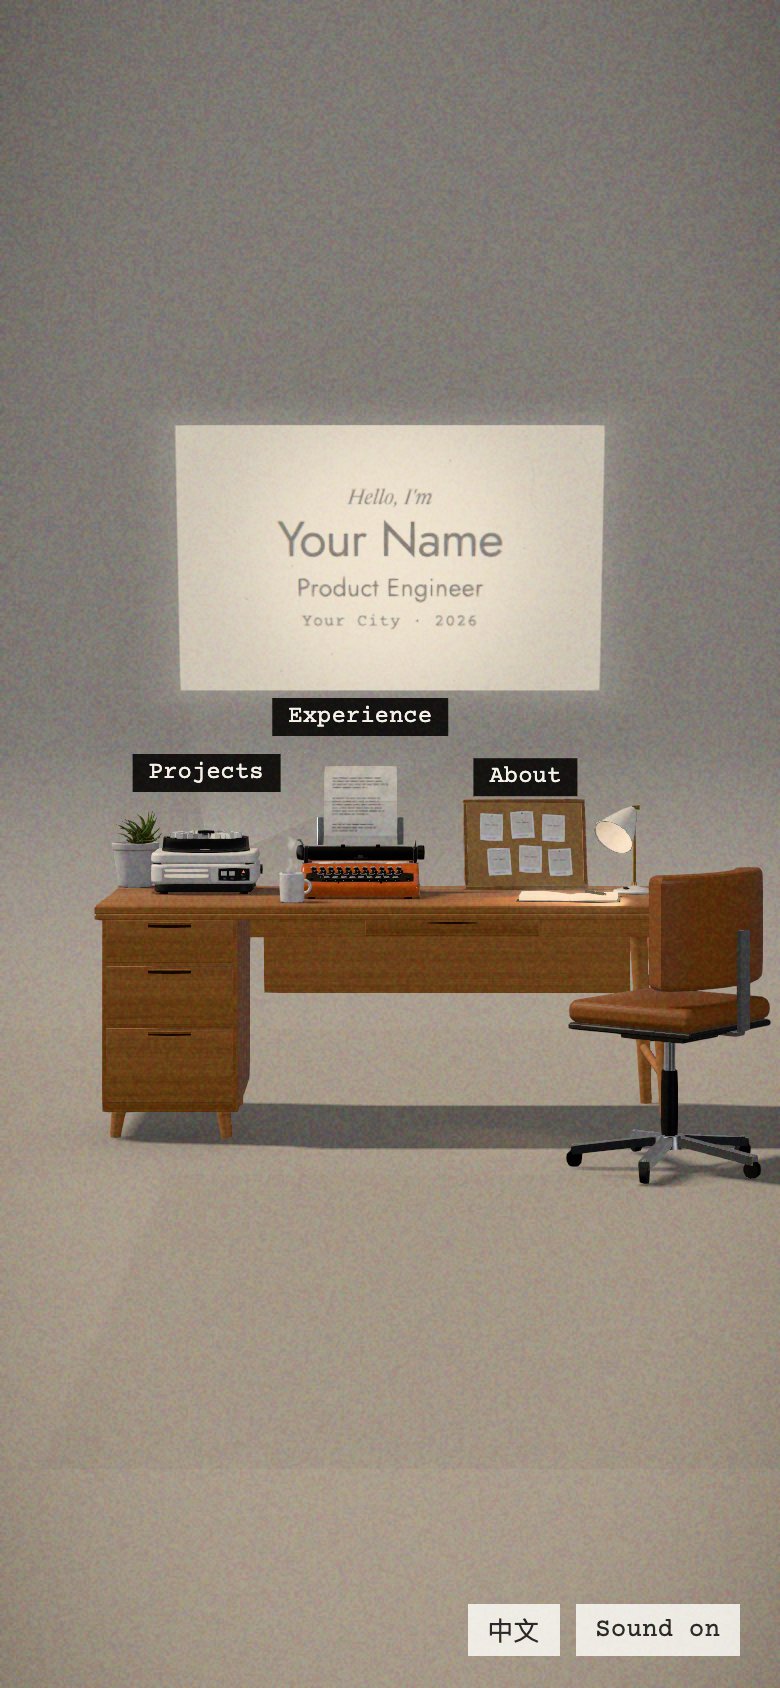 Hello, I'm
Your Name
Product Engineer
Your City · 2026
Experience
Projects
About
中文
Sound on